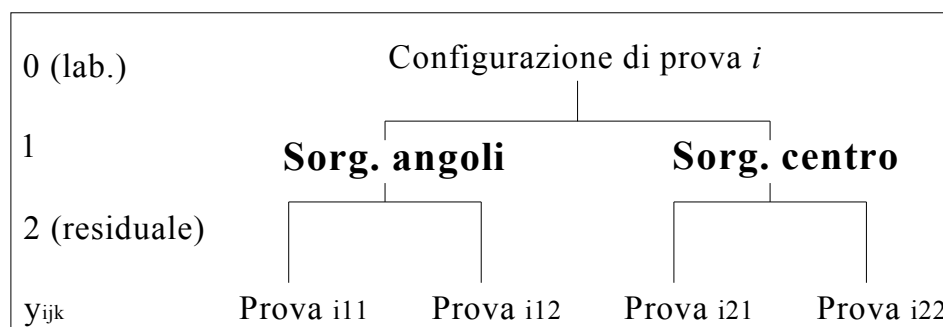 0 (lab.) Configurazione di prova i
1 Sorg. angoli Sorg. centro
2 (residuale)
yijk Prova i11 Prova i12 Prova i21 Prova i22